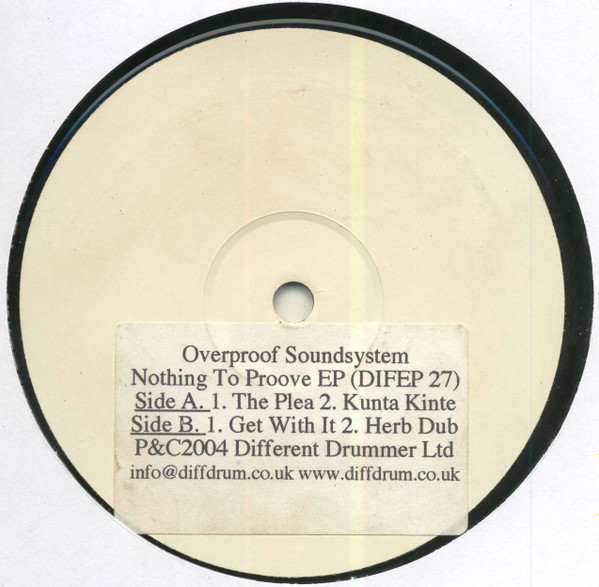 Overproof Soundsystem
Nothing To Proove EP (DIFEP 27)
Side A. 1. The Plea 2. Kunta Kinte
Side B. 1. Get With It 2. Herb Dub
P&C2004 Different Drummer Ltd
info@diffdrum.co.uk www.diffdrum.co.uk